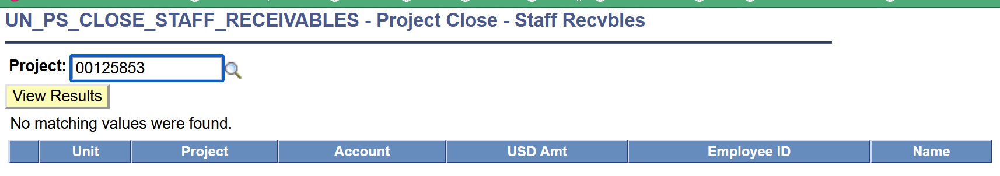 UN_PS_CLOSE_STAFF_RECEIVABLES - Project Close - Staff Recvbles
Project: 00125853
View Results
No matching values were found.
Unit Project Account USD Amt Employee ID Name